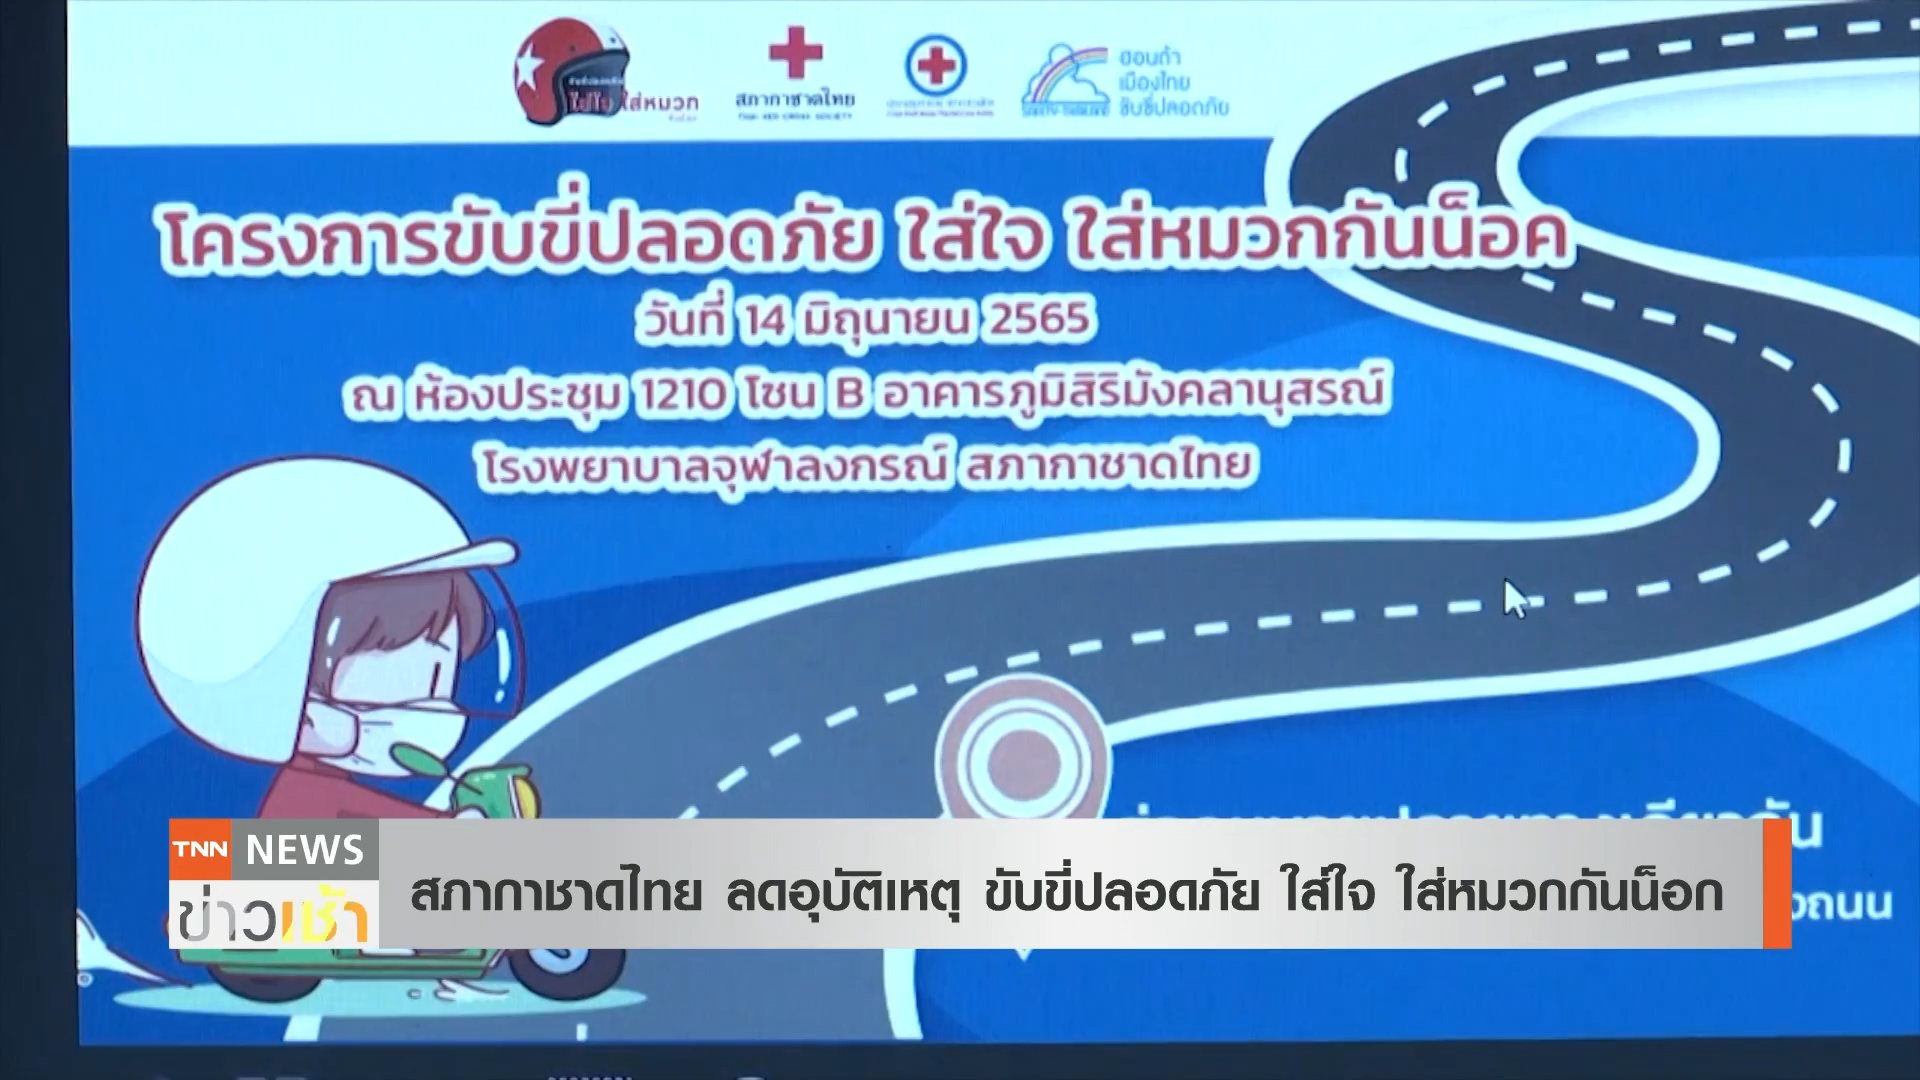 ใส่ใจ ใส่หมวก
สภากาชาดไทย
THAI RED CROSS SOCIETY
ฮอนด้า
เมืองไทย
ขับขี่ปลอดภัย
SAFETY THAILAND
โครงการขับขี่ปลอดภัย ใส่ใจ ใส่หมวกกันน็อค
วันที่ 14 มิถุนายน 2565
ณ ห้องประชุม 1210 โซน B อาคารภูมิสิริมังคลานุสรณ์
โรงพยาบาลจุฬาลงกรณ์ สภากาชาดไทย
TNN NEWS
ข่าวเช้า
สภากาชาดไทย ลดอุบัติเหตุ ขับขี่ปลอดภัย ใส่ใจ ใส่หมวกกันน็อก